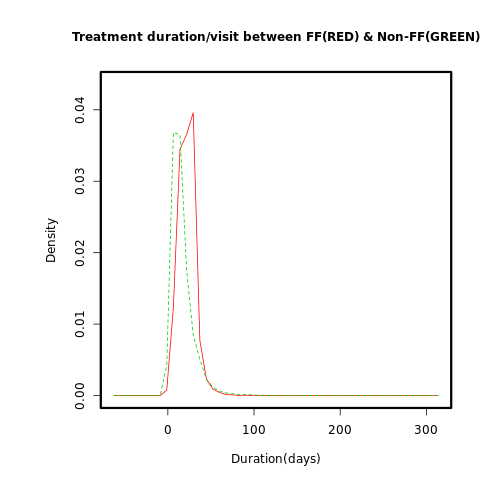 Treatment duration/visit between FF(RED) & Non-FF(GREEN)
0.04
0.03
0.02
0.01
0.00
Density
0 100 200 300
Duration(days)